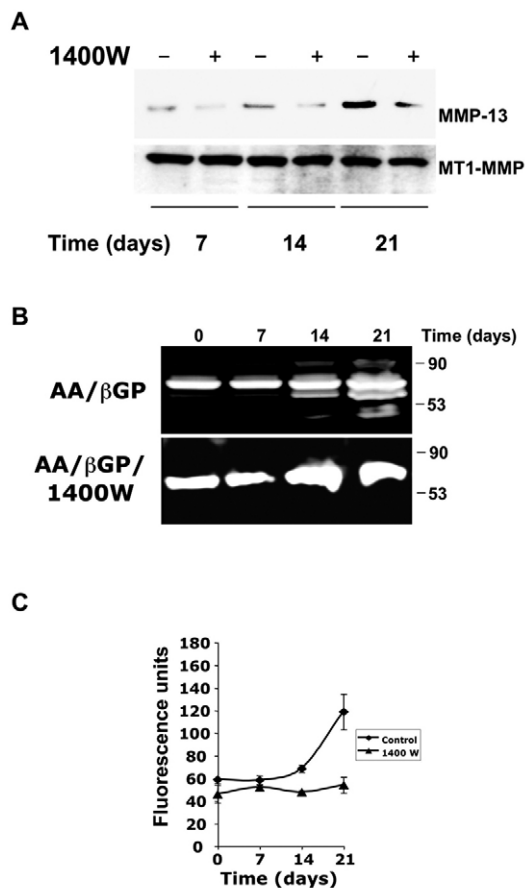 A
1400W – + – + – +
MMP-13
MT1-MMP
Time (days) 7 14 21
B
0 7 14 21 Time (days)
AA/βGP
90
53
AA/βGP/
1400W
90
53
C
Fluorescence units
180
160
140
120
100
80
60
40
20
0
Control
1400 W
0 7 14 21
Time (days)